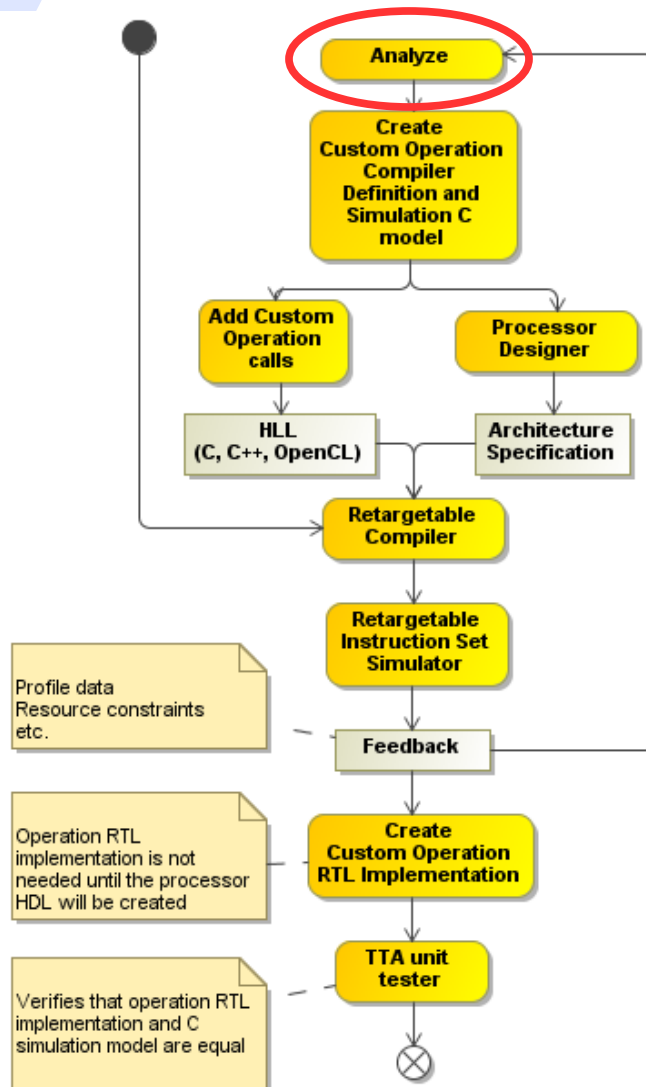 Analyze
Create
Custom Operation
Compiler
Definition and
Simulation C
model
Add Custom
Operation
calls
Processor
Designer
HLL
(C, C++, OpenCL)
Architecture
Specification
Retargetable
Compiler
Retargetable
Instruction Set
Simulator
Profile data
Resource constraints
etc.
Feedback
Operation RTL
implementation is not
needed until the processor
HDL will be created
Create
Custom Operation
RTL Implementation
Verifies that operation RTL
implementation and C
simulation model are equal
TTA unit
tester